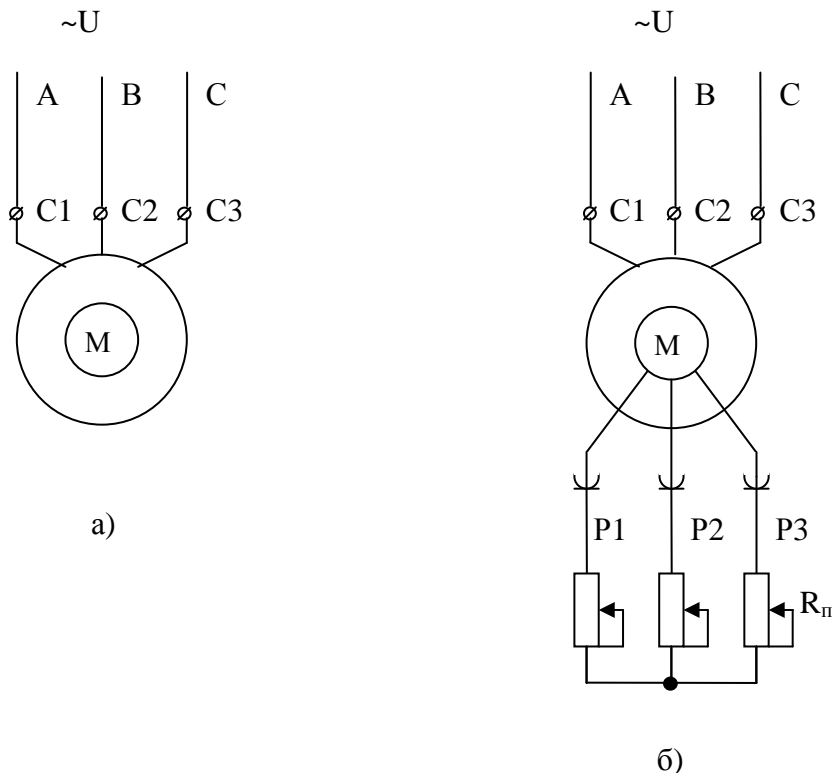 ~U ~U
A B C A B C
C1 C2 C3 C1 C2 C3
M M
P1 P2 P3
а)
Rп
б)